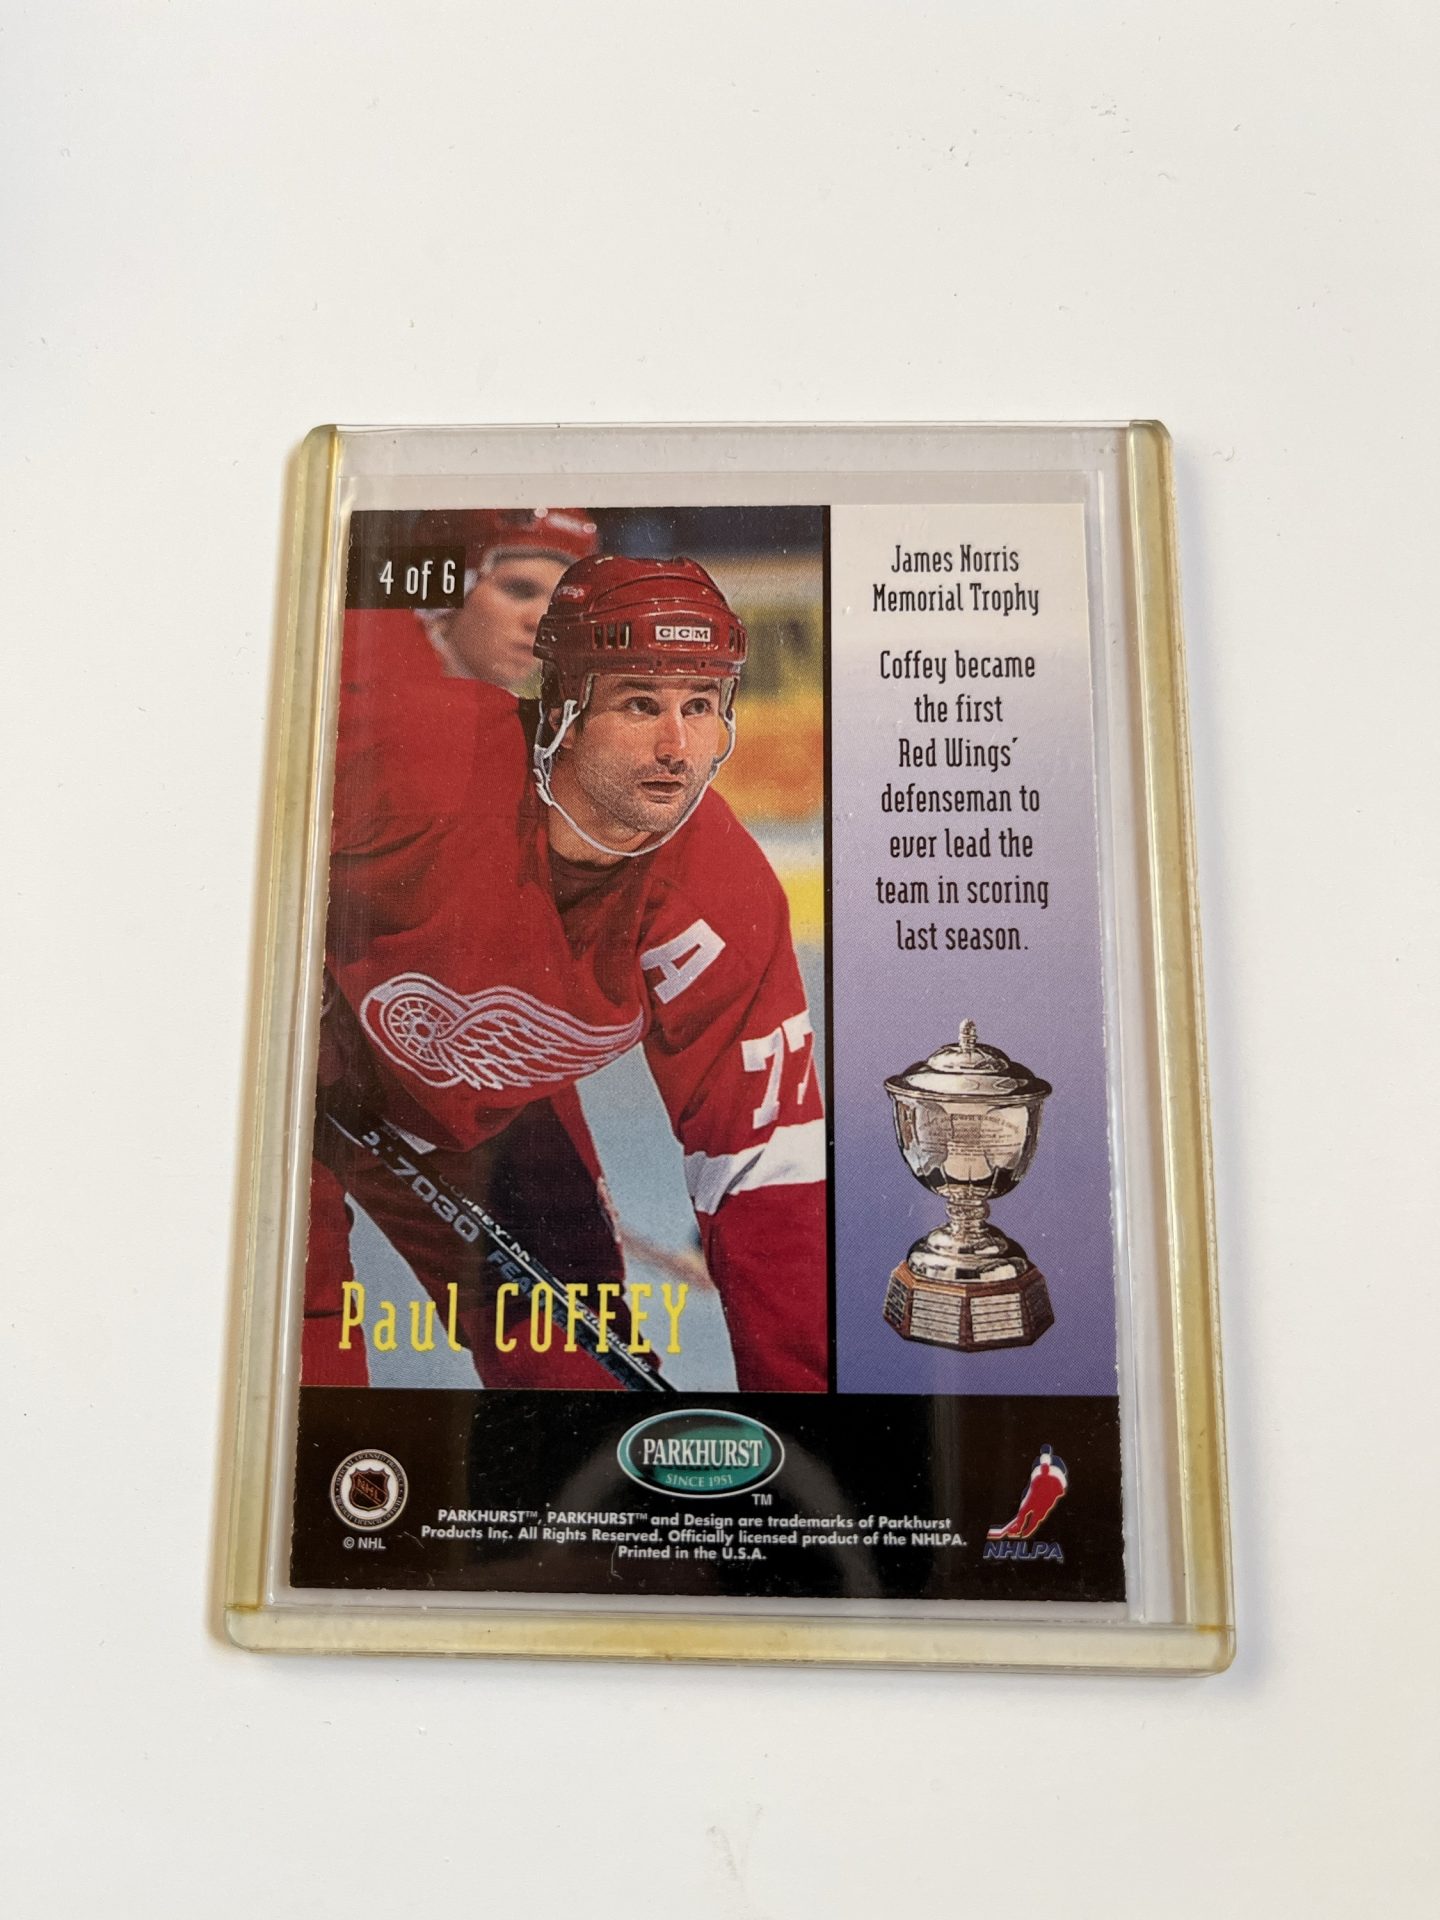 4 of 6
CCM
A
77
Paul COFFEY
James Norris
Memorial Trophy
Coffey became
the first
Red Wings'
defenseman to
ever lead the
team in scoring
last season.
PARKHURST
SINCE 1951
TM
NHL
© NHL
PARKHURST™, PARKHURST™ and Design are trademarks of Parkhurst
Products Inc. All Rights Reserved. Officially licensed product of the NHLPA.
Printed in the U.S.A.
NHLPA